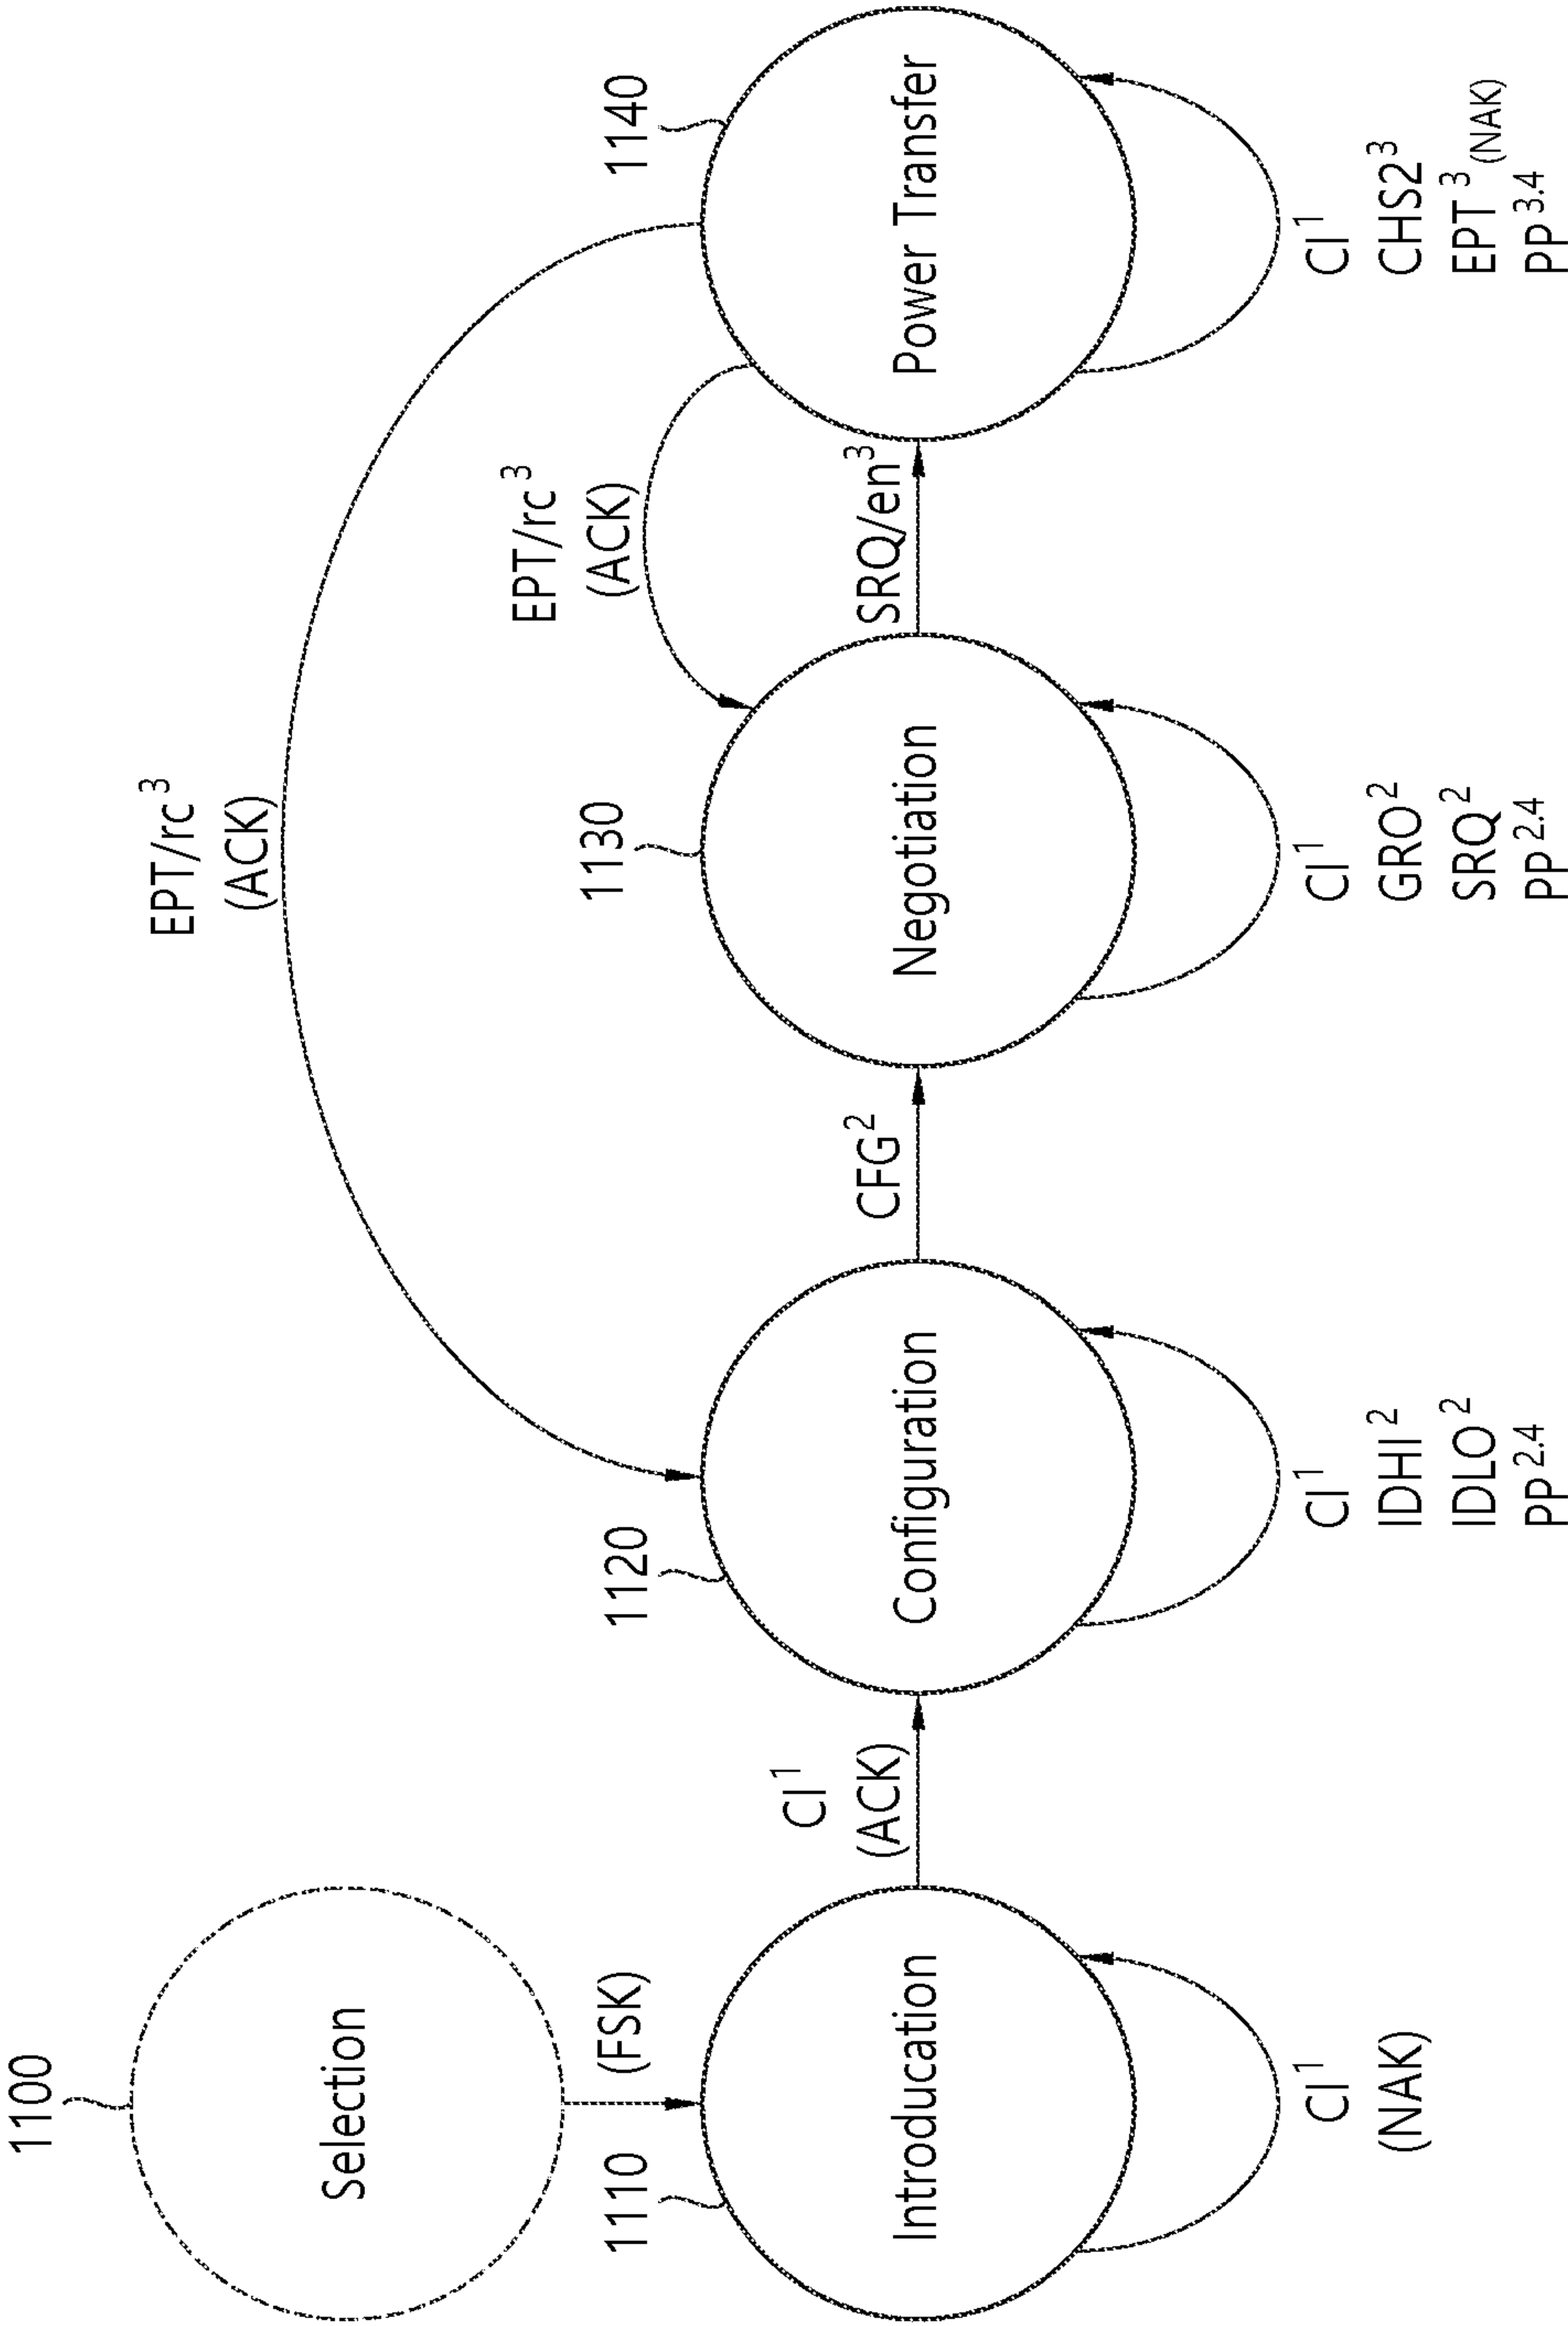 1100
Selection
(FSK)
1110
Introducation
CI¹
(NAK)
CI¹
(ACK)
1120
Configuration
CI¹
IDHI²
IDLO²
PP²·⁴
CFG²
1130
Negotiation
CI¹
GRO²
SRQ²
PP²·⁴
SRQ/en³
EPT/rc³
(ACK)
EPT/rc³
(ACK)
1140
Power Transfer
CI¹
CHS2³
EPT³(NAK)
PP³·⁴